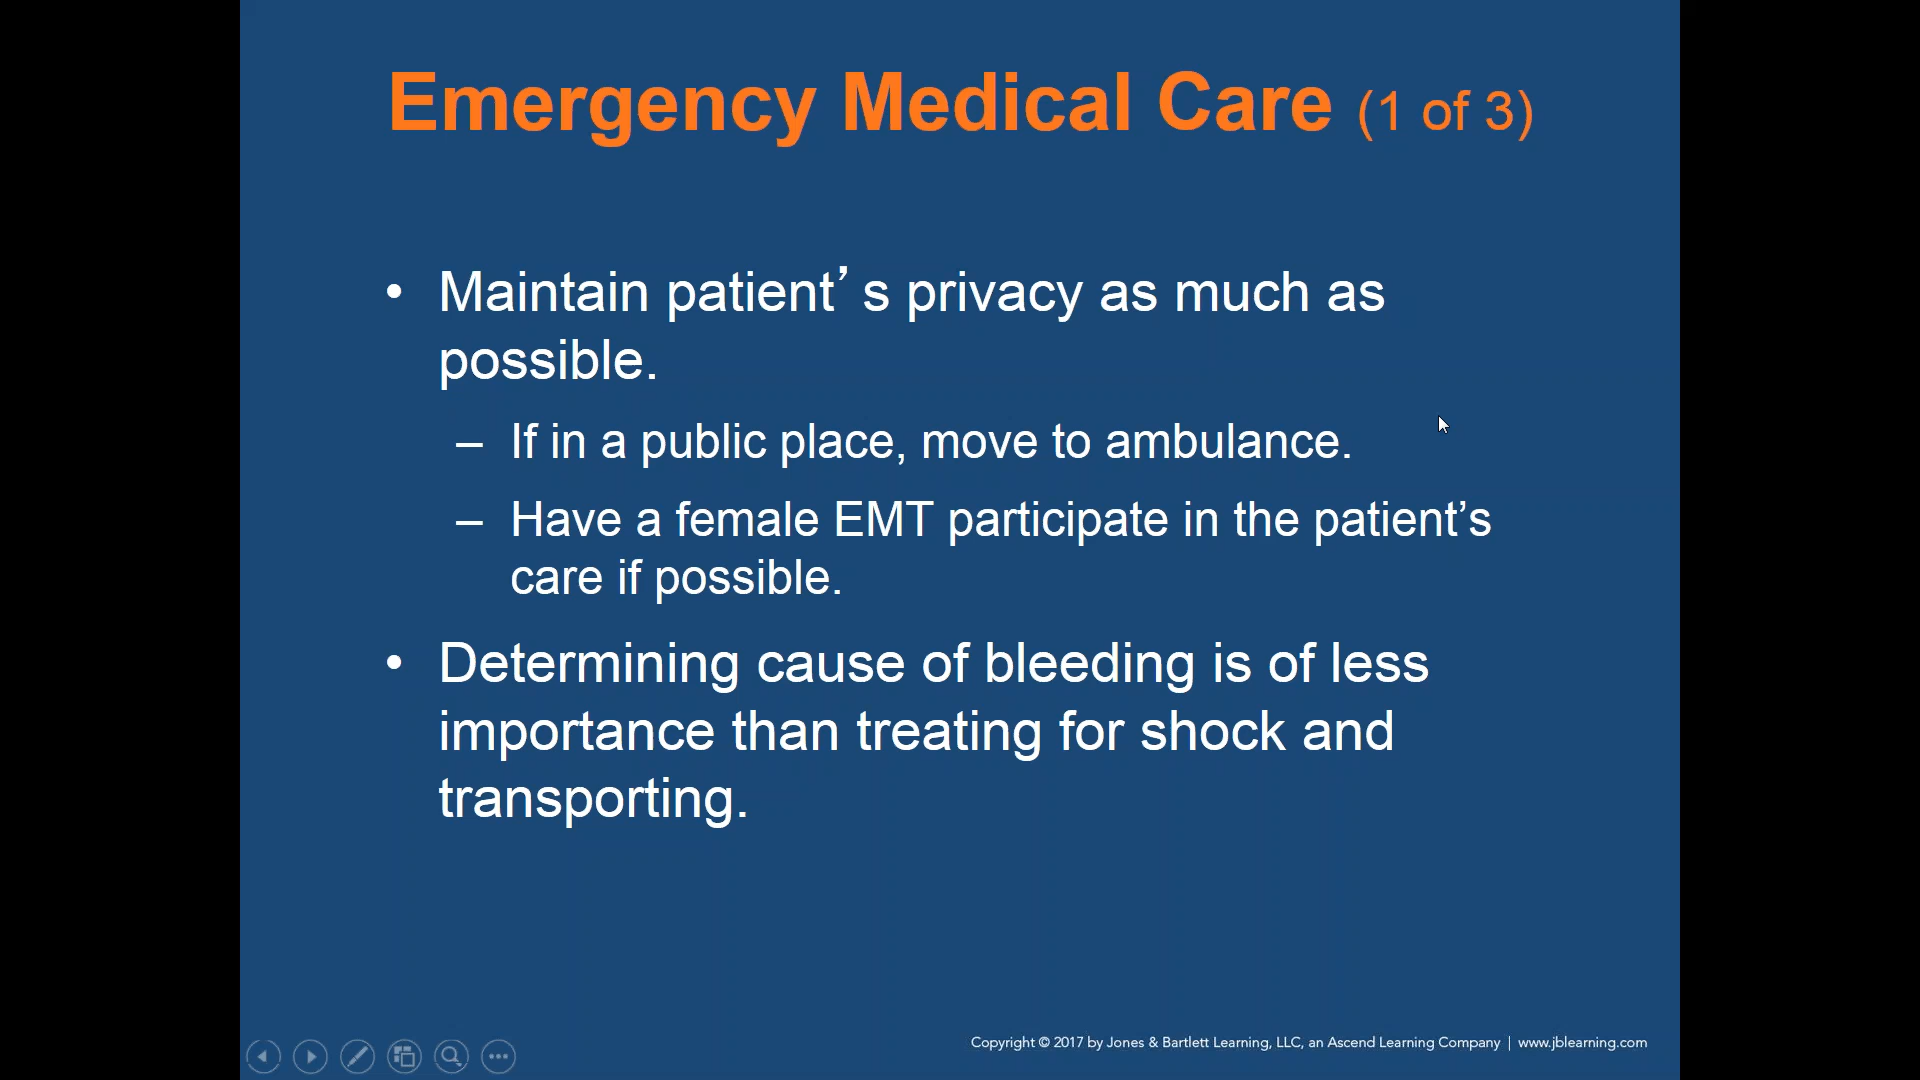 Emergency Medical Care (1 of 3)
• Maintain patient’s privacy as much as
possible.
– If in a public place, move to ambulance.
– Have a female EMT participate in the patient’s
care if possible.
• Determining cause of bleeding is of less
importance than treating for shock and
transporting.
Copyright © 2017 by Jones & Bartlett Learning, LLC, an Ascend Learning Company | www.jblearning.com